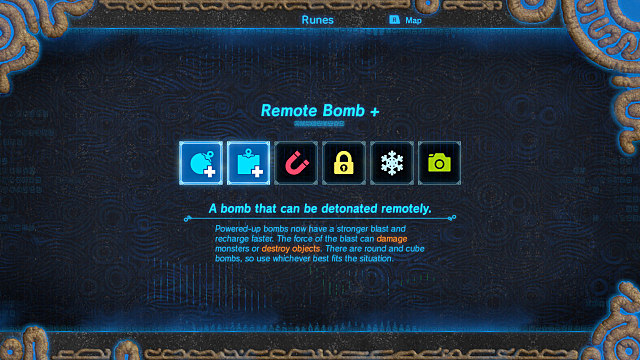 Runes
R Map
Remote Bomb +
A bomb that can be detonated remotely.
Powered-up bombs now have a stronger blast and
recharge faster. The force of the blast can damage
monsters or destroy objects. There are round and cube
bombs, so use whichever best fits the situation.